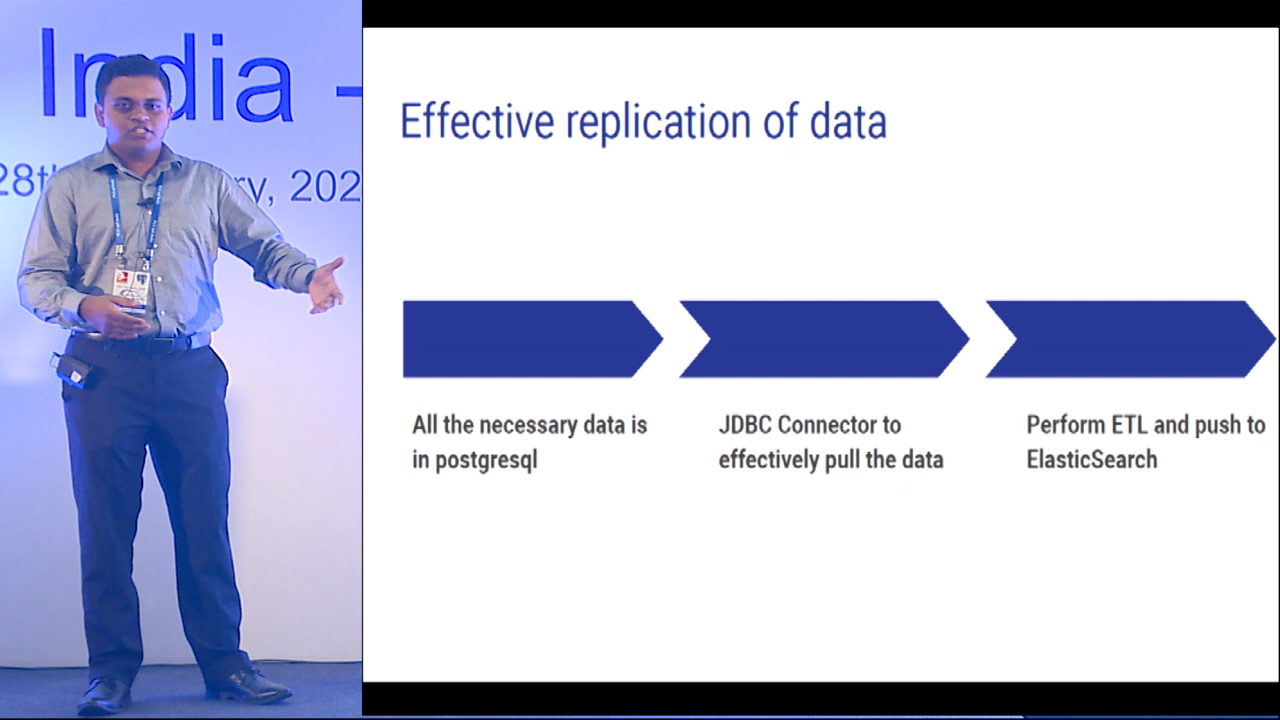 India -
28th
ry, 202
Effective replication of data
All the necessary data is
in postgresql
JDBC Connector to
effectively pull the data
Perform ETL and push to
ElasticSearch